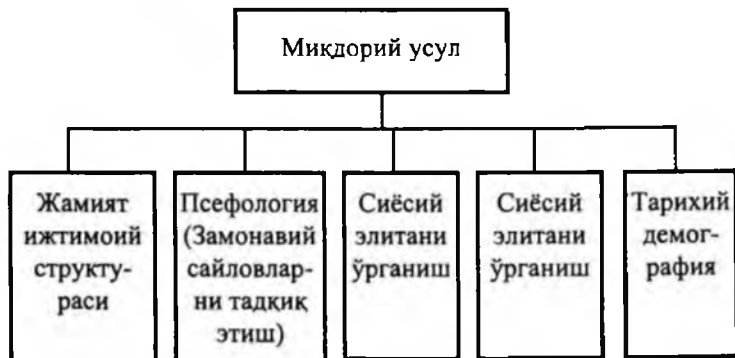 Миқдорий усул
Жамият
ижтимоий
структу-
раси
Псефология
(Замонавий
сайловлар-
ни тадқиқ
этиш)
Сиёсий
элитани
ўрганиш
Сиёсий
элитани
ўрганиш
Тарихий
демог-
рафия